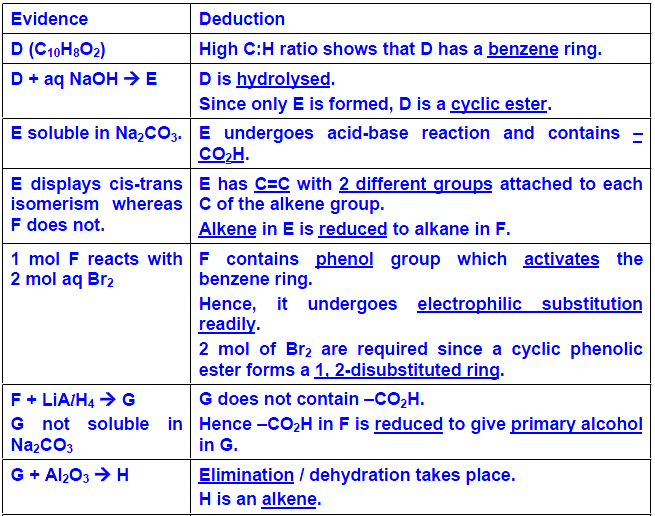 Evidence Deduction
D (C₁₀H₈O₂) High C:H ratio shows that D has a benzene ring.
D + aq NaOH → E D is hydrolysed.
Since only E is formed, D is a cyclic ester.
E soluble in Na₂CO₃. E undergoes acid-base reaction and contains –
CO₂H.
E displays cis-trans E has C=C with 2 different groups attached to each
isomerism whereas C of the alkene group.
F does not. Alkene in E is reduced to alkane in F.
1 mol F reacts with F contains phenol group which activates the
2 mol aq Br₂ benzene ring.
Hence, it undergoes electrophilic substitution
readily.
2 mol of Br₂ are required since a cyclic phenolic
ester forms a 1, 2-disubstituted ring.
F + LiAlH₄ → G G does not contain –CO₂H.
G not soluble in Hence –CO₂H in F is reduced to give primary alcohol
Na₂CO₃ in G.
G + Al₂O₃ → H Elimination / dehydration takes place.
H is an alkene.